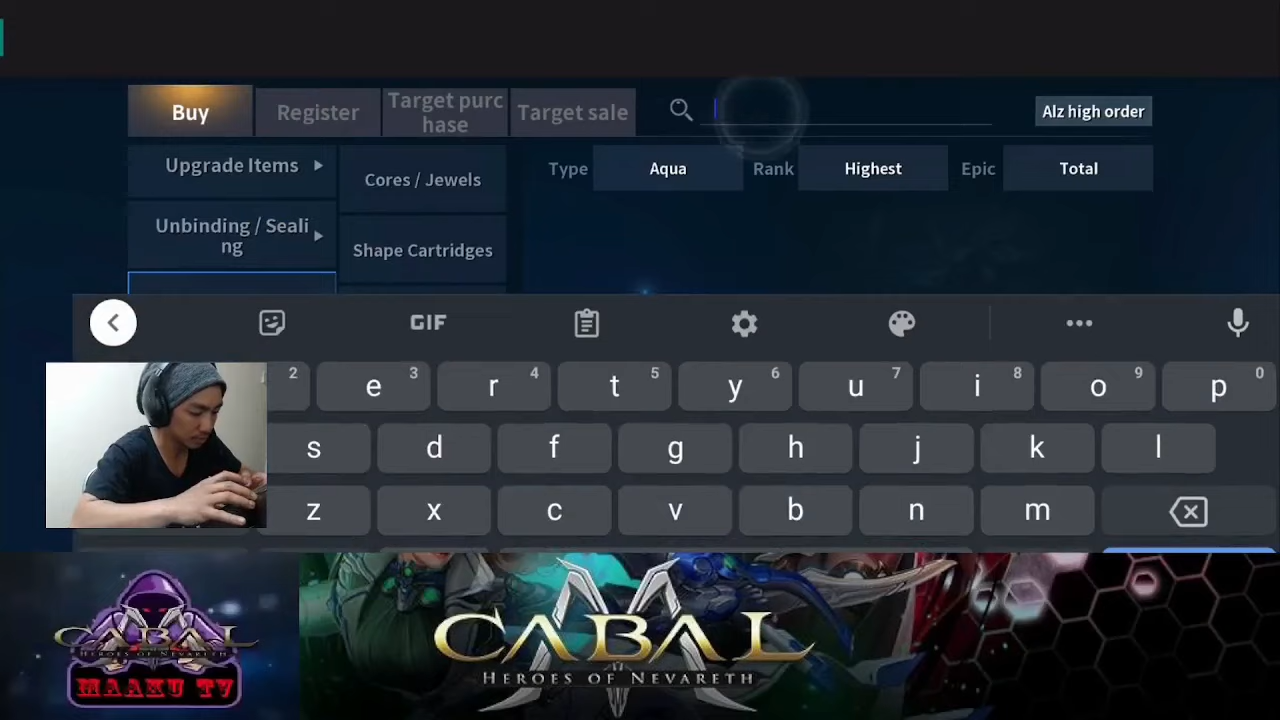 Buy
Register
Target purc
hase
Target sale
Alz high order
Upgrade Items
Cores / Jewels
Type
Aqua
Rank
Highest
Epic
Total
Unbinding / Seali
ng
Shape Cartridges
GIF
2
e 3
r 4
t 5
y 6
u 7
i 8
o 9
p 0
s d f g h j k l
z x c v b n m
CABAL
HEROES OF NEVARETH
MAAKU TV
CABAL
HEROES OF NEVARETH